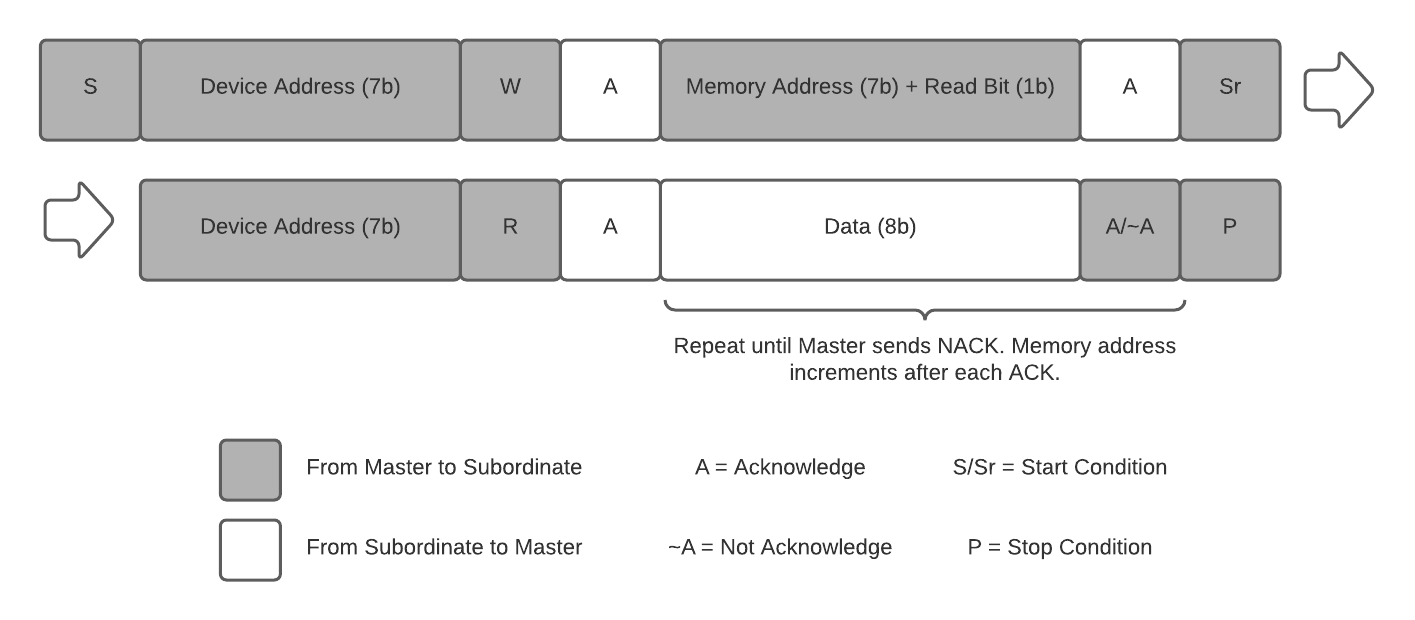 S Device Address (7b) W A Memory Address (7b) + Read Bit (1b) A Sr
Device Address (7b) R A Data (8b) A/~A P
Repeat until Master sends NACK. Memory address
increments after each ACK.
From Master to Subordinate A = Acknowledge S/Sr = Start Condition
From Subordinate to Master ~A = Not Acknowledge P = Stop Condition